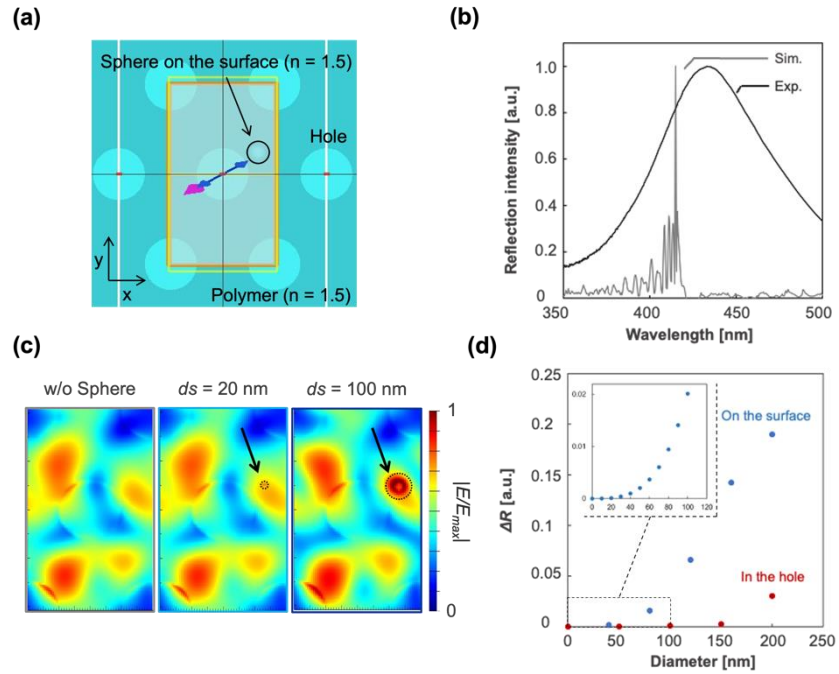 (a)
Sphere on the surface (n = 1.5)
Hole
y
x
Polymer (n = 1.5)
(b)
Reflection intensity [a.u.]
1.0
0.8
0.6
0.4
0.2
0
Sim.
Exp.
350
400
450
500
Wavelength [nm]
(c)
w/o Sphere
ds = 20 nm
ds = 100 nm
1
|E/Emax|
0
(d)
ΔR [a.u.]
0.25
0.2
0.15
0.1
0.05
0
0.02
0.01
0
0 20 40 60 80 100 120
On the surface
In the hole
0 50 100 150 200 250
Diameter [nm]